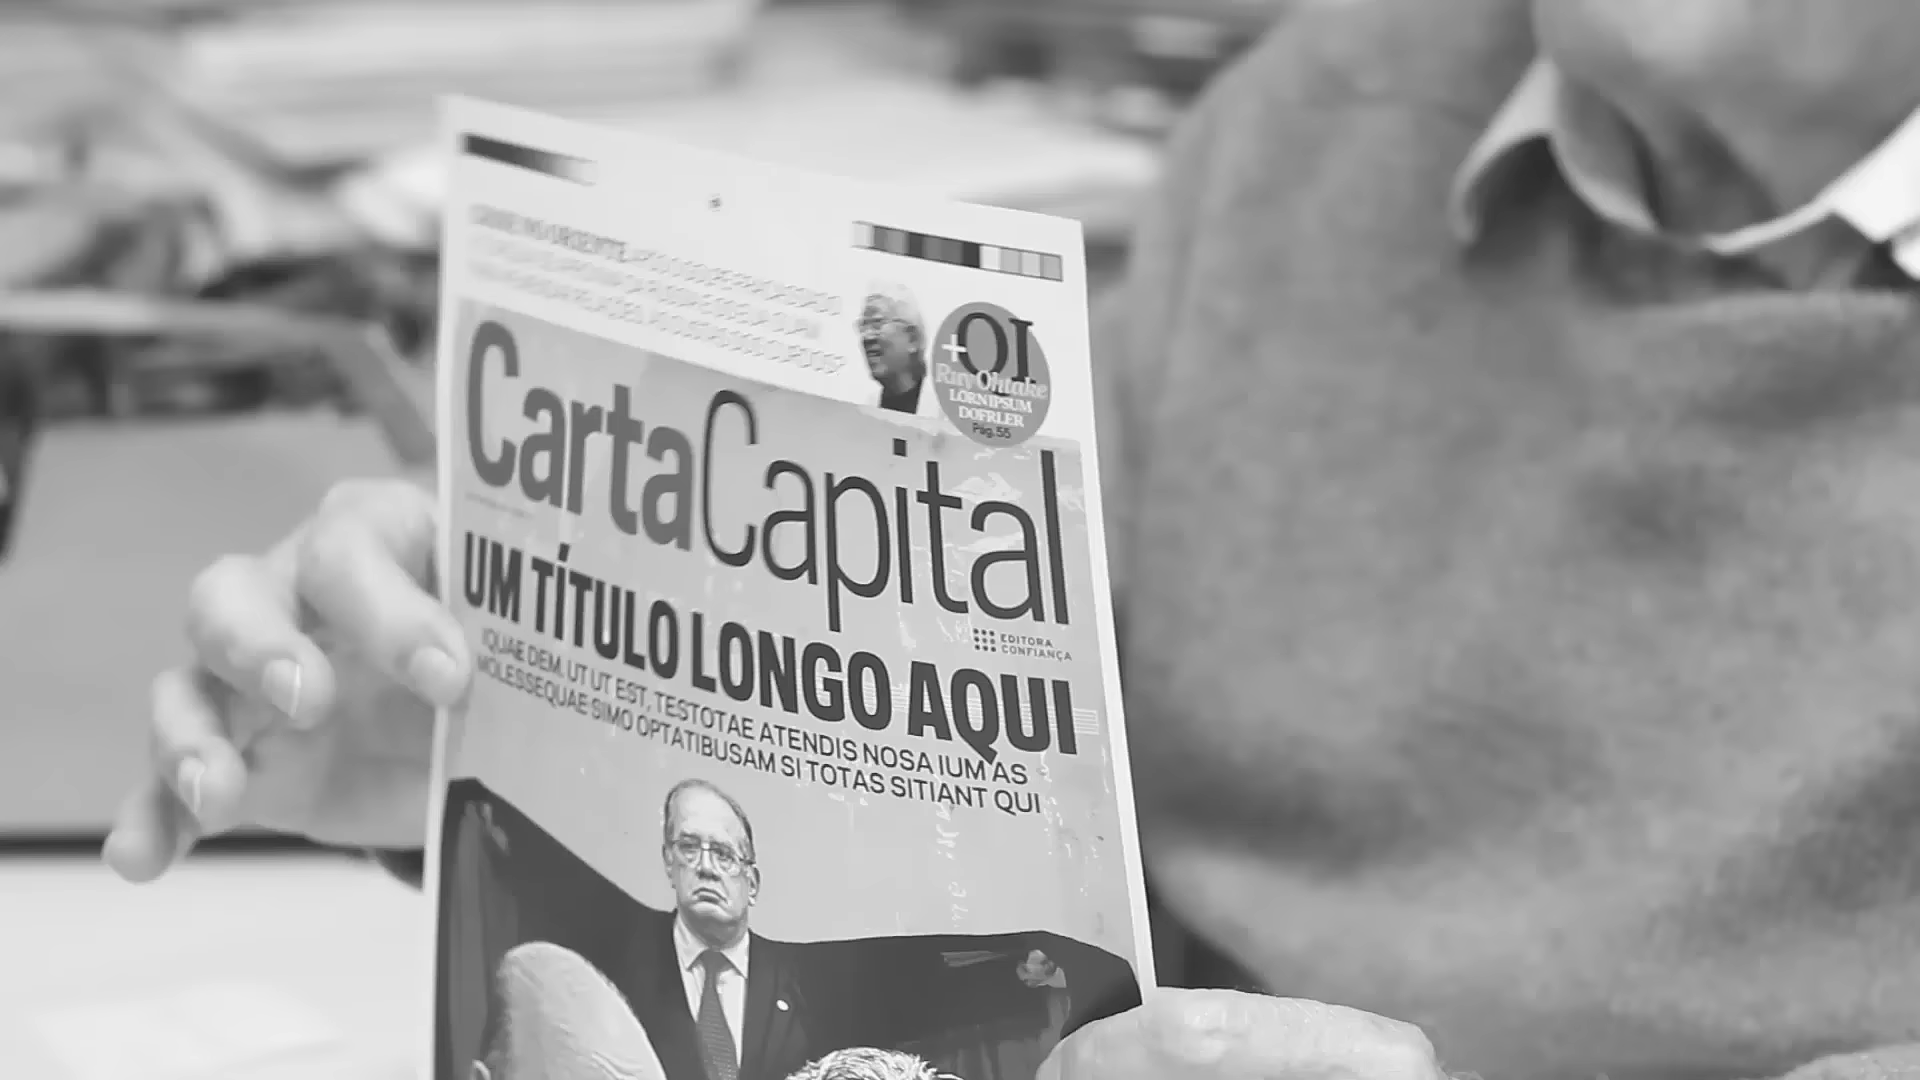 +OI
Ruy Ohtake
LORNIPSUM
DOFRLER
Pág. 55
CartaCapital
EDITORA
CONFIANÇA
UM TÍTULO LONGO AQUI
IQUAE DEM. UT UT EST, TESTOTAE ATENDIS NOSA IUM AS
MOLESSEQUAE SIMO OPTATIBUSAM SI TOTAS SITIANT QUI